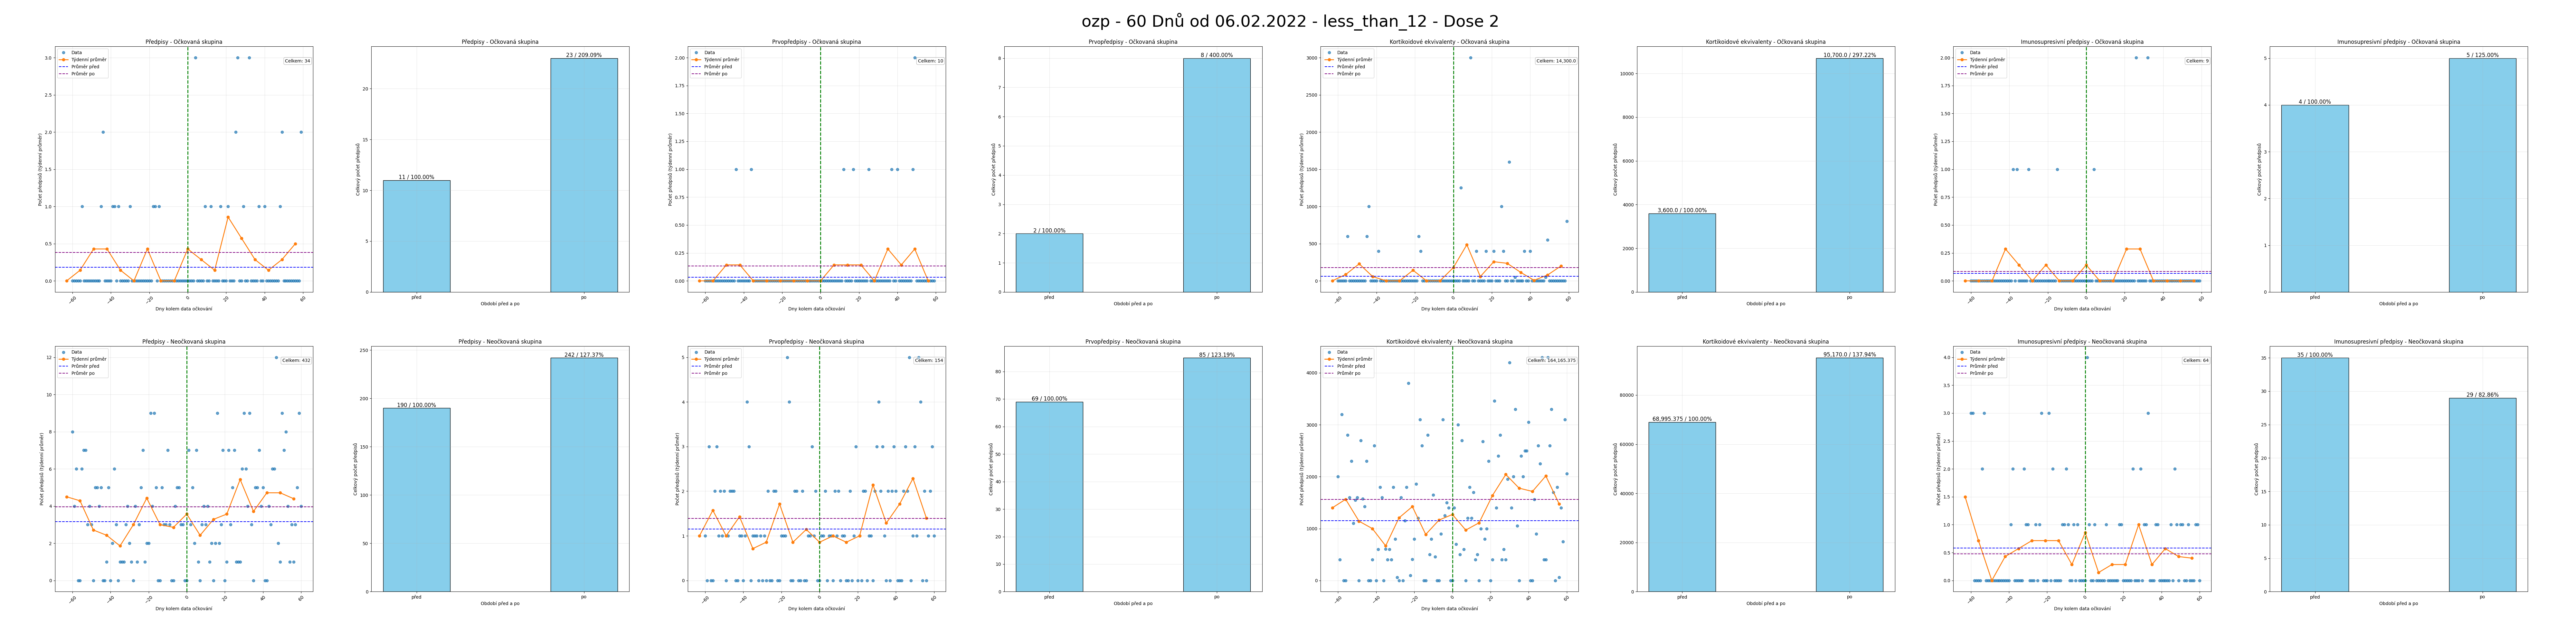 ozp - 60 Dnů od 06.02.2022 - less_than_12 - Dose 2
Předpisy - Očkovaná skupina
Data
Týdenní průměr
Průměr před
Průměr po
Celkem: 34
Počet předpisů (týdenní průměr)
Dny kolem data očkování
Předpisy - Očkovaná skupina
11 / 100.00%
23 / 209.09%
Celkový počet předpisů
před
po
Období před a po
Prvopředpisy - Očkovaná skupina
Data
Týdenní průměr
Průměr před
Průměr po
Celkem: 10
Počet předpisů (týdenní průměr)
Dny kolem data očkování
Prvopředpisy - Očkovaná skupina
2 / 100.00%
8 / 400.00%
Celkový počet předpisů
před
po
Období před a po
Kortikoidové ekvivalenty - Očkovaná skupina
Data
Týdenní průměr
Průměr před
Průměr po
Celkem: 14,300.0
Počet předpisů (týdenní průměr)
Dny kolem data očkování
Kortikoidové ekvivalenty - Očkovaná skupina
3,600.0 / 100.00%
10,700.0 / 297.22%
Celkový počet předpisů
před
po
Období před a po
Imunosupresivní předpisy - Očkovaná skupina
Data
Týdenní průměr
Průměr před
Průměr po
Celkem: 9
Počet předpisů (týdenní průměr)
Dny kolem data očkování
Imunosupresivní předpisy - Očkovaná skupina
4 / 100.00%
5 / 125.00%
Celkový počet předpisů
před
po
Období před a po
Předpisy - Neočkovaná skupina
Data
Týdenní průměr
Průměr před
Průměr po
Celkem: 432
Počet předpisů (týdenní průměr)
Dny kolem data očkování
Předpisy - Neočkovaná skupina
190 / 100.00%
242 / 127.37%
Celkový počet předpisů
před
po
Období před a po
Prvopředpisy - Neočkovaná skupina
Data
Týdenní průměr
Průměr před
Průměr po
Celkem: 154
Počet předpisů (týdenní průměr)
Dny kolem data očkování
Prvopředpisy - Neočkovaná skupina
69 / 100.00%
85 / 123.19%
Celkový počet předpisů
před
po
Období před a po
Kortikoidové ekvivalenty - Neočkovaná skupina
Data
Týdenní průměr
Průměr před
Průměr po
Celkem: 164,165.375
Počet předpisů (týdenní průměr)
Dny kolem data očkování
Kortikoidové ekvivalenty - Neočkovaná skupina
68,995.375 / 100.00%
95,170.0 / 137.94%
Celkový počet předpisů
před
po
Období před a po
Imunosupresivní předpisy - Neočkovaná skupina
Data
Týdenní průměr
Průměr před
Průměr po
Celkem: 64
Počet předpisů (týdenní průměr)
Dny kolem data očkování
Imunosupresivní předpisy - Neočkovaná skupina
35 / 100.00%
29 / 82.86%
Celkový počet předpisů
před
po
Období před a po